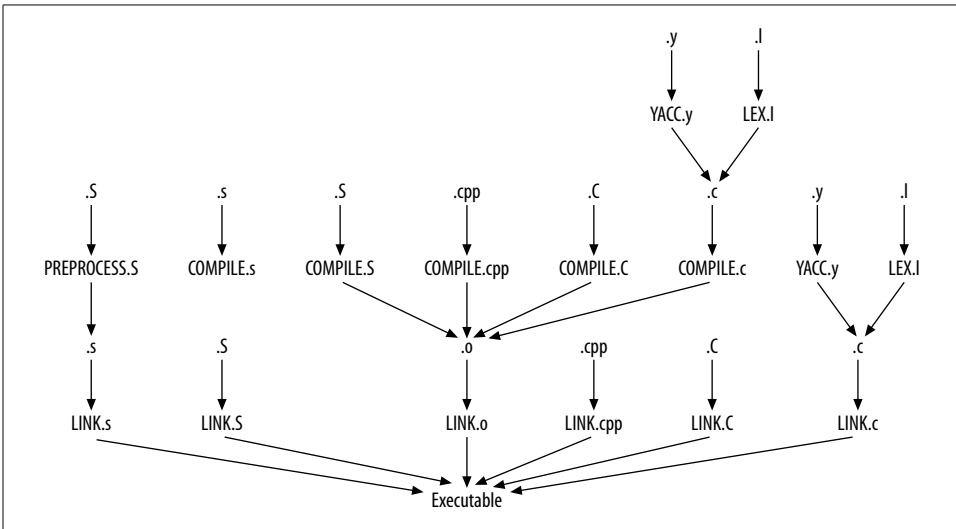 .y .l
YACC.y LEX.l
.S .s .S .cpp .C .c .y .l
PREPROCESS.S COMPILE.s COMPILE.S COMPILE.cpp COMPILE.C COMPILE.c YACC.y LEX.l
.s .S .o .cpp .C .c
LINK.s LINK.S LINK.o LINK.cpp LINK.C LINK.c
Executable